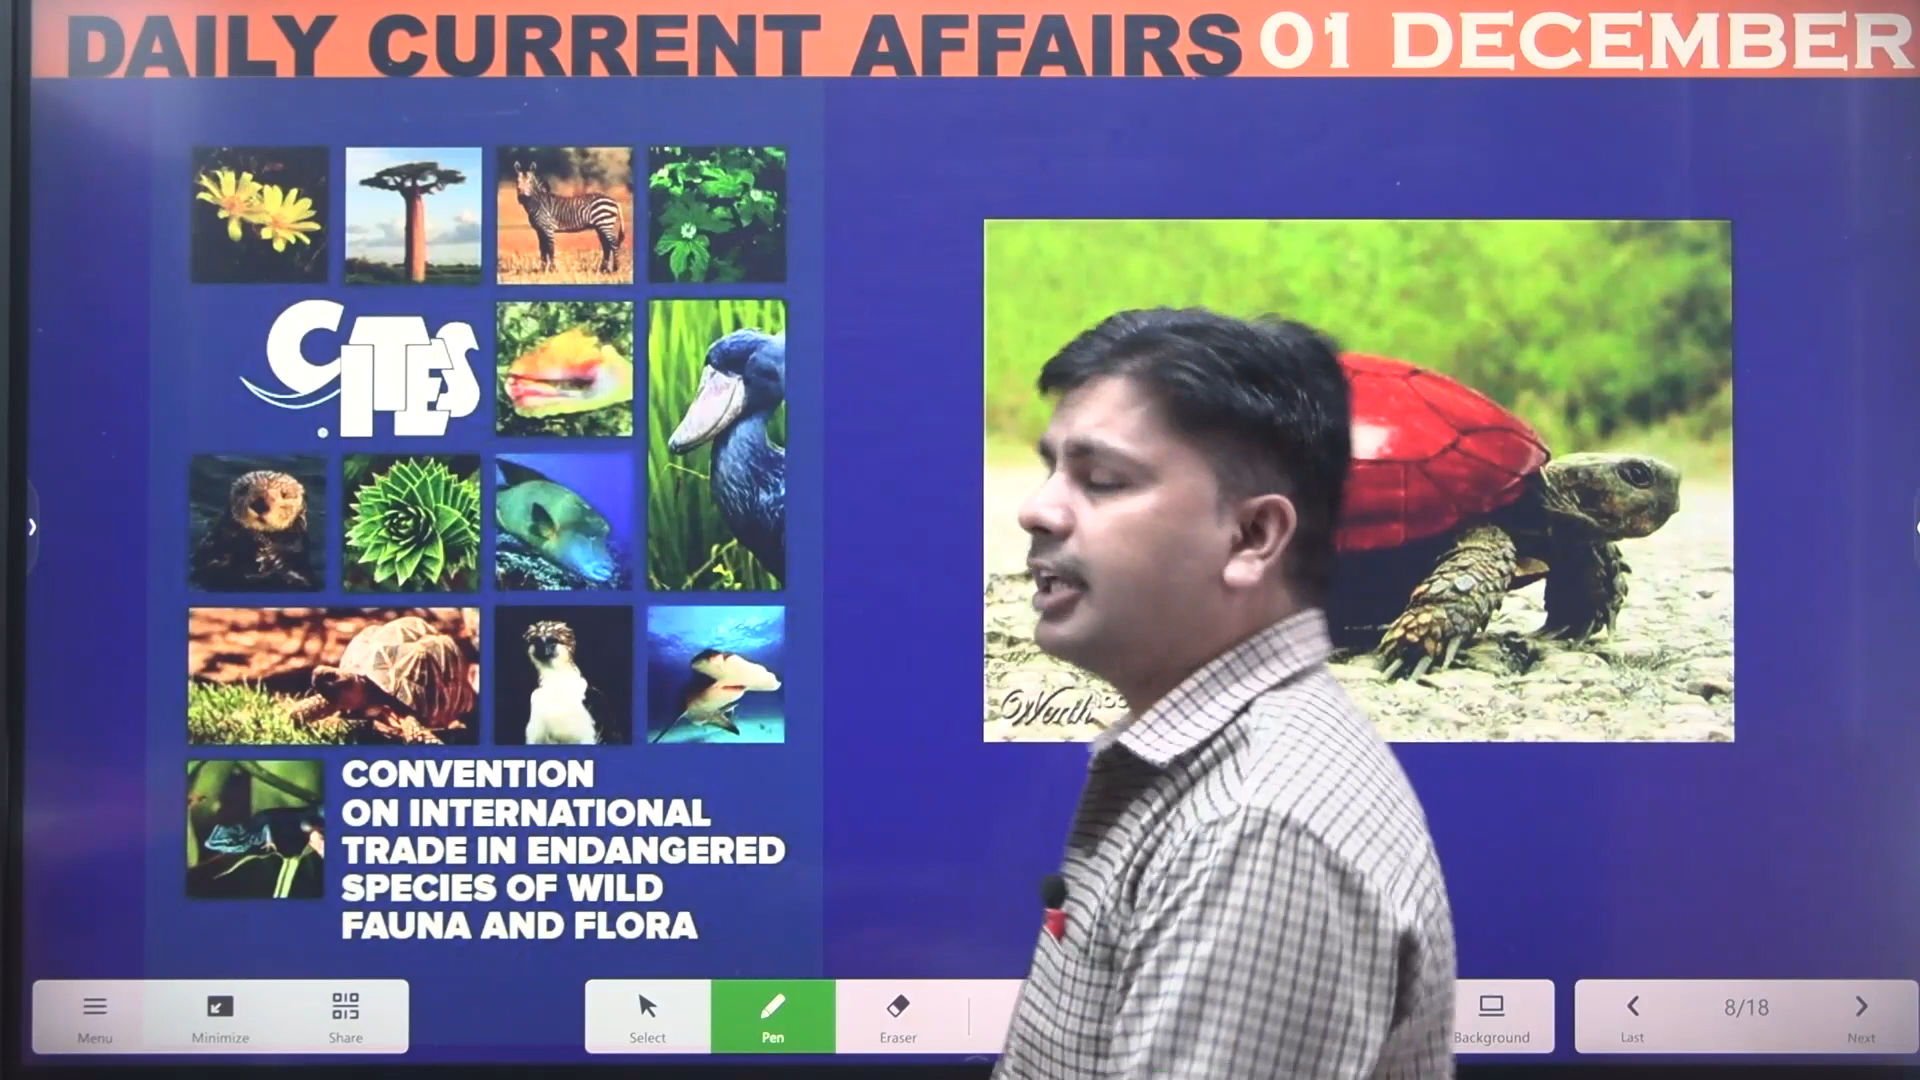 DAILY CURRENT AFFAIRS 01 DECEMBER
CITES
CONVENTION
ON INTERNATIONAL
TRADE IN ENDANGERED
SPECIES OF WILD
FAUNA AND FLORA
Worth
Menu
Minimize
Share
Select
Pen
Eraser
Background
Last
8/18
Next